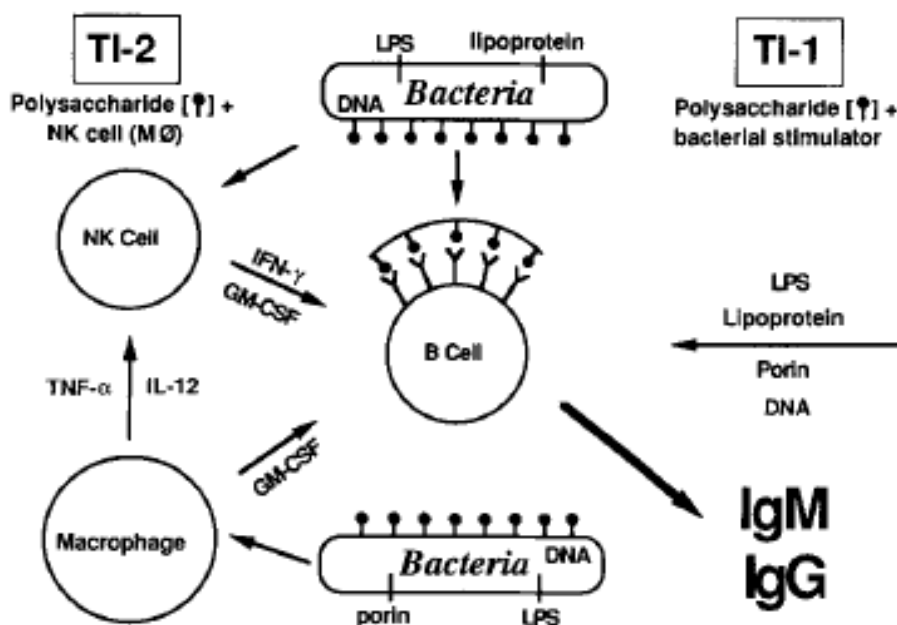 TI-2
Polysaccharide [ ] +
NK cell (MØ)
LPS
lipoprotein
DNA
Bacteria
TI-1
Polysaccharide [ ] +
bacterial stimulator
NK Cell
IFN-γ
GM-CSF
B Cell
LPS
Lipoprotein
Porin
DNA
TNF-α
IL-12
GM-CSF
Macrophage
Bacteria
DNA
porin
LPS
IgM
IgG